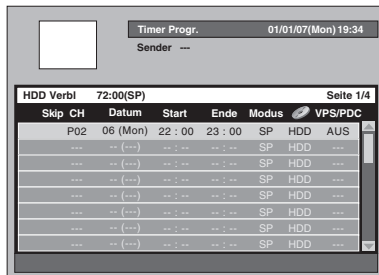 Timer Progr. 01/01/07(Mon) 19:34
Sender ---
HDD Verbl 72:00(SP) Seite 1/4
Skip CH Datum Start Ende Modus VPS/PDC
P02 06 (Mon) 22 : 00 23 : 00 SP HDD AUS
--- -- (---) -- : -- -- : -- SP HDD ---
--- -- (---) -- : -- -- : -- SP HDD ---
--- -- (---) -- : -- -- : -- SP HDD ---
--- -- (---) -- : -- -- : -- SP HDD ---
--- -- (---) -- : -- -- : -- SP HDD ---
--- -- (---) -- : -- -- : -- SP HDD ---
--- -- (---) -- : -- -- : -- SP HDD ---